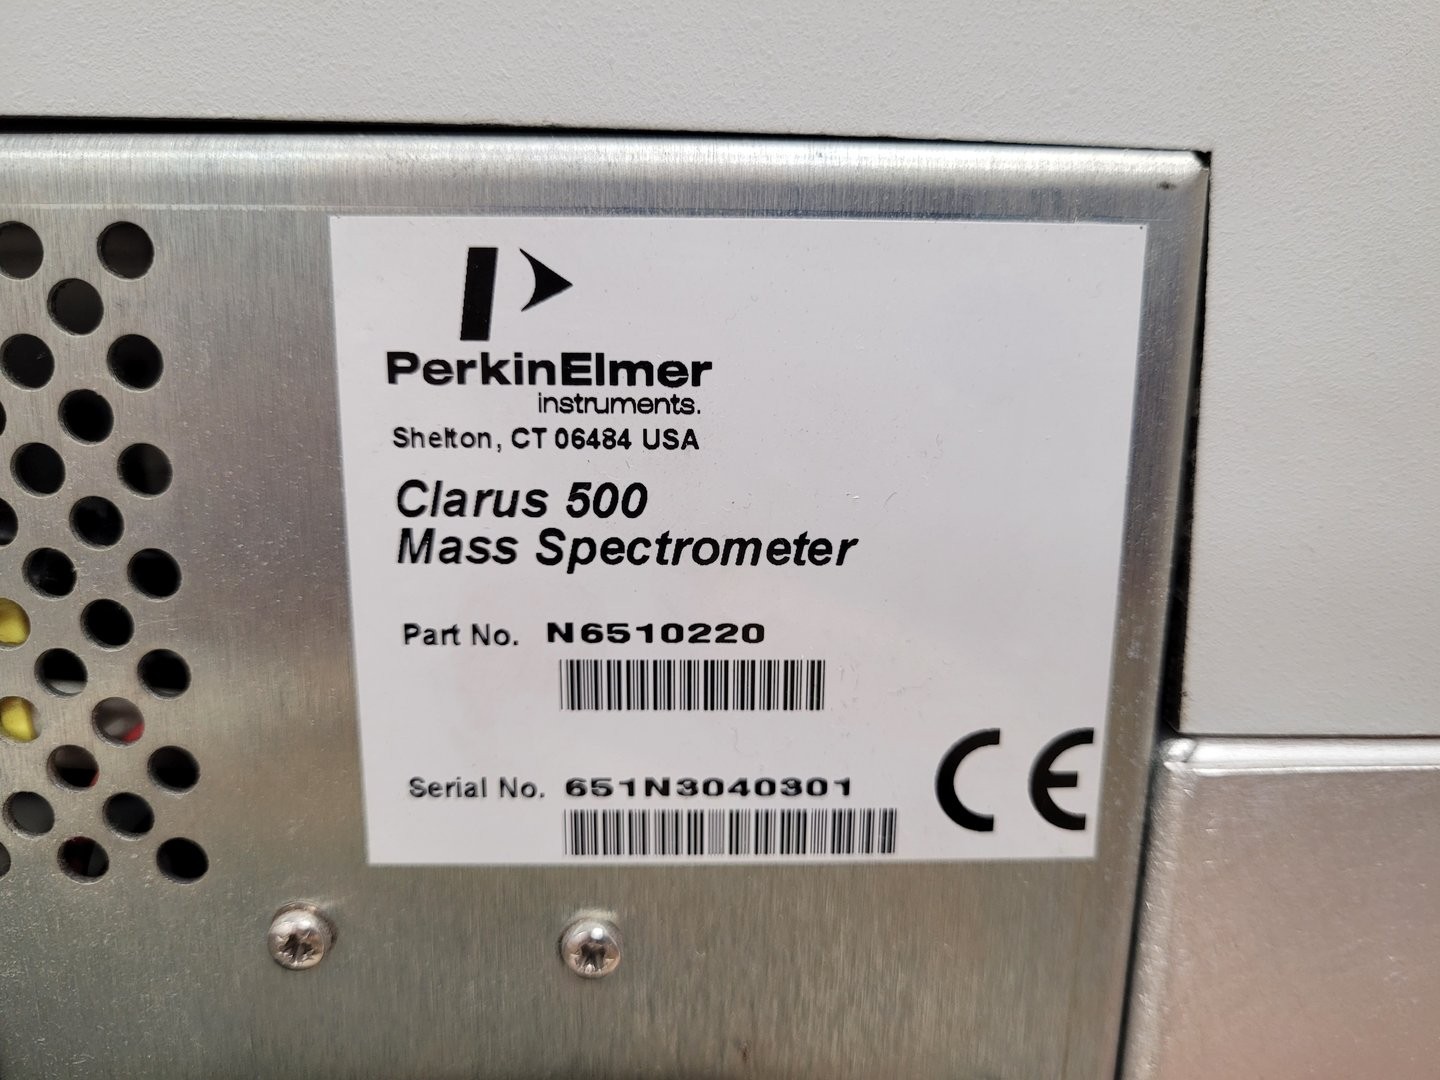 PerkinElmer
instruments.
Shelton, CT 06484 USA
Clarus 500
Mass Spectrometer
Part No. N6510220
Serial No. 651N3040301
CE